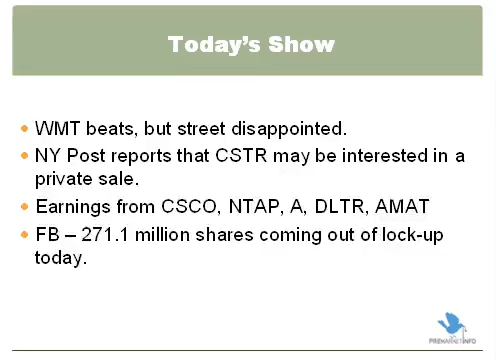 Today's Show
WMT beats, but street disappointed.
NY Post reports that CSTR may be interested in a
private sale.
Earnings from CSCO, NTAP, A, DLTR, AMAT
FB – 271.1 million shares coming out of lock-up
today.
PREMARKETINFO